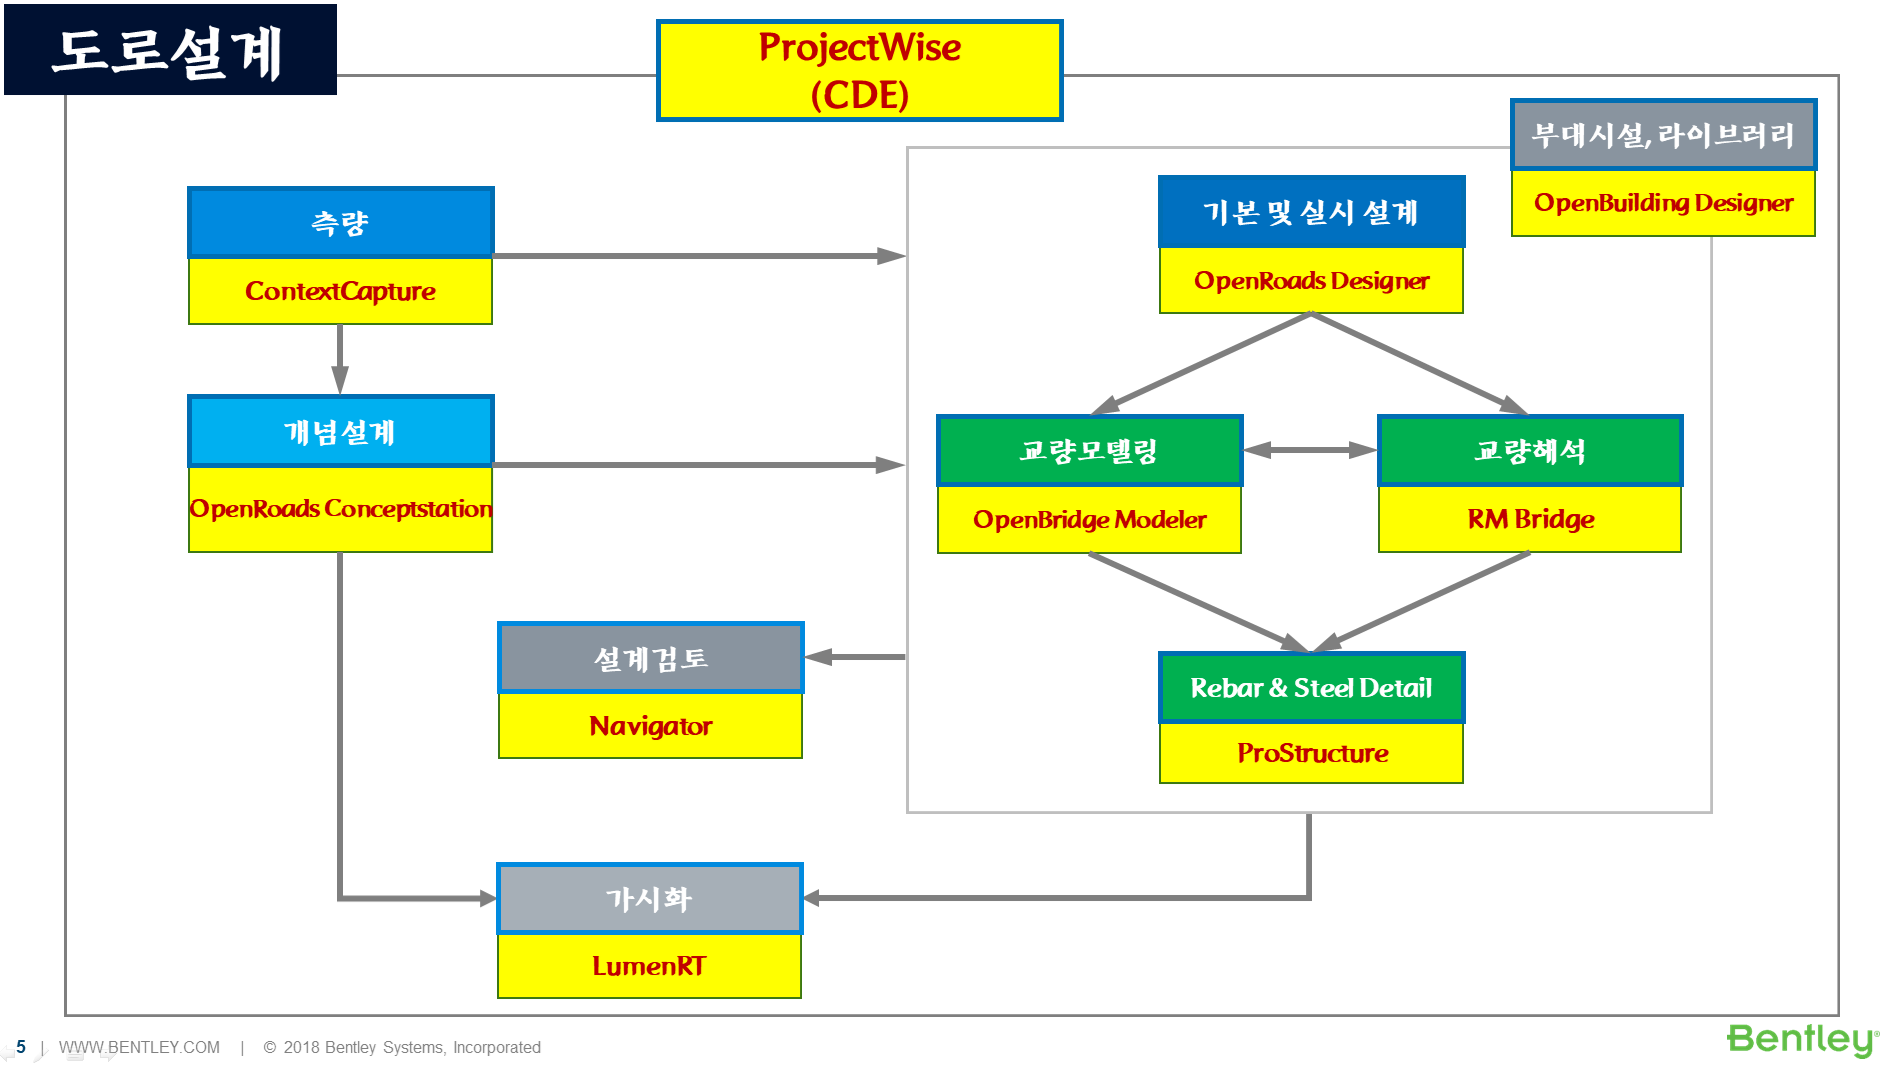 도로설계
ProjectWise
(CDE)
부대시설, 라이브러리
OpenBuilding Designer
측량
ContextCapture
기본 및 실시 설계
OpenRoads Designer
개념설계
OpenRoads Conceptstation
교량모델링
OpenBridge Modeler
교량해석
RM Bridge
설계검토
Navigator
Rebar & Steel Detail
ProStructure
가시화
LumenRT
5 | WWW.BENTLEY.COM | © 2018 Bentley Systems, Incorporated
Bentley®